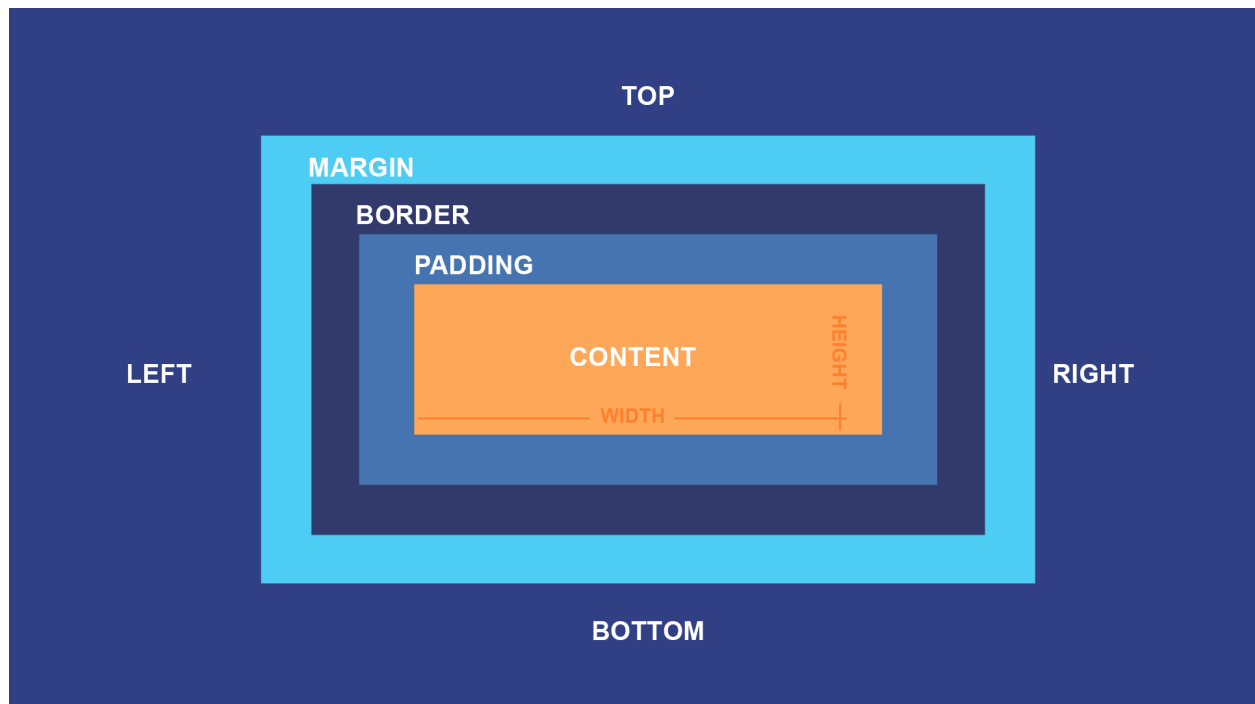 TOP
MARGIN
BORDER
PADDING
HEIGHT
CONTENT
LEFT
RIGHT
WIDTH
BOTTOM